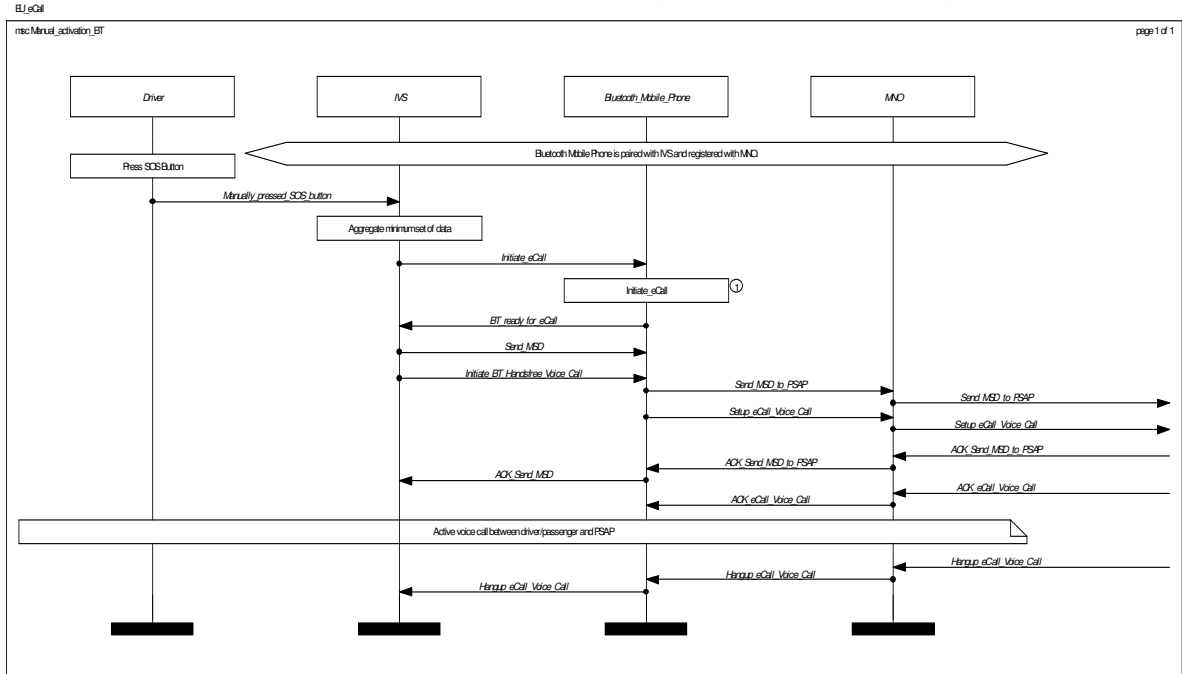 EU_eCall
msc Manual_activation_BT
page 1 of 1
Driver
IVS
Bluetooth_Mobile_Phone
MNO
Bluetooth Mobile Phone is paired with IVS and registered with MNO.
Press SOS Button
Manually_pressed_SOS_button
Aggregate minimum set of data
Initiate_eCall
Initiate_eCall
1
BT_ready_for_eCall
Send_MSD
Initiate_BT_Handsfree_Voice_Call
Send_MSD_to_PSAP
Send_MSD_to_PSAP
Setup_eCall_Voice_Call
Setup_eCall_Voice_Call
ACK_Send_MSD_to_PSAP
ACK_Send_MSD_to_PSAP
ACK_Send_MSD
ACK_eCall_Voice_Call
ACK_eCall_Voice_Call
Active voice call between driver/passenger and PSAP
Hangup_eCall_Voice_Call
Hangup_eCall_Voice_Call
Hangup_eCall_Voice_Call